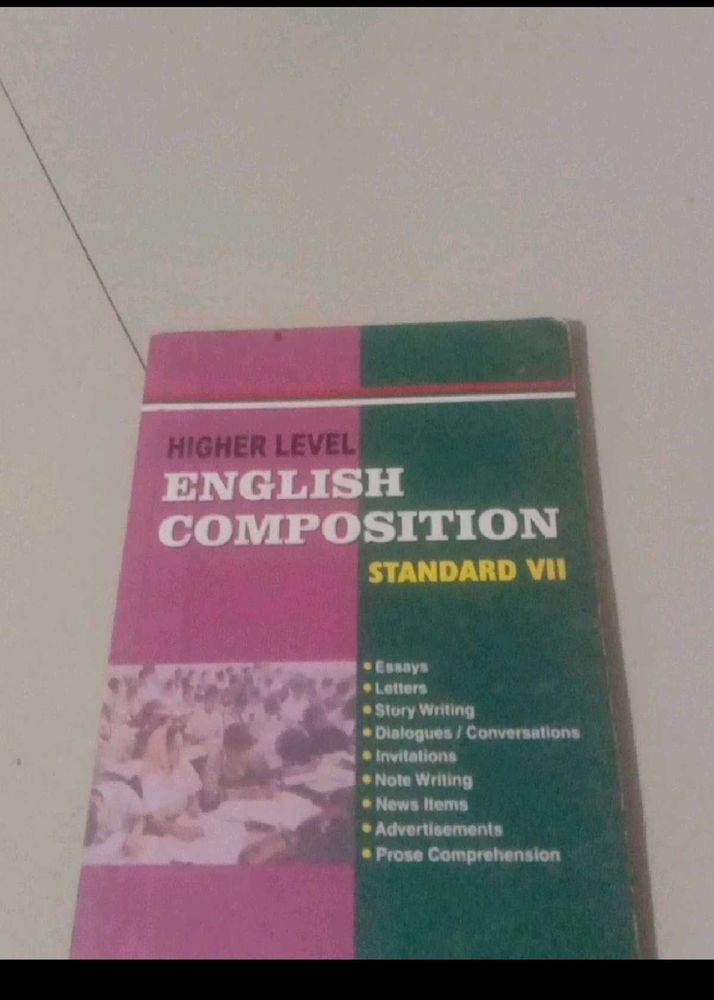 HIGHER LEVEL
ENGLISH
COMPOSITION
STANDARD VII
• Essays
• Letters
• Story Writing
• Dialogues / Conversations
• Invitations
• Note Writing
• News Items
• Advertisements
• Prose Comprehension